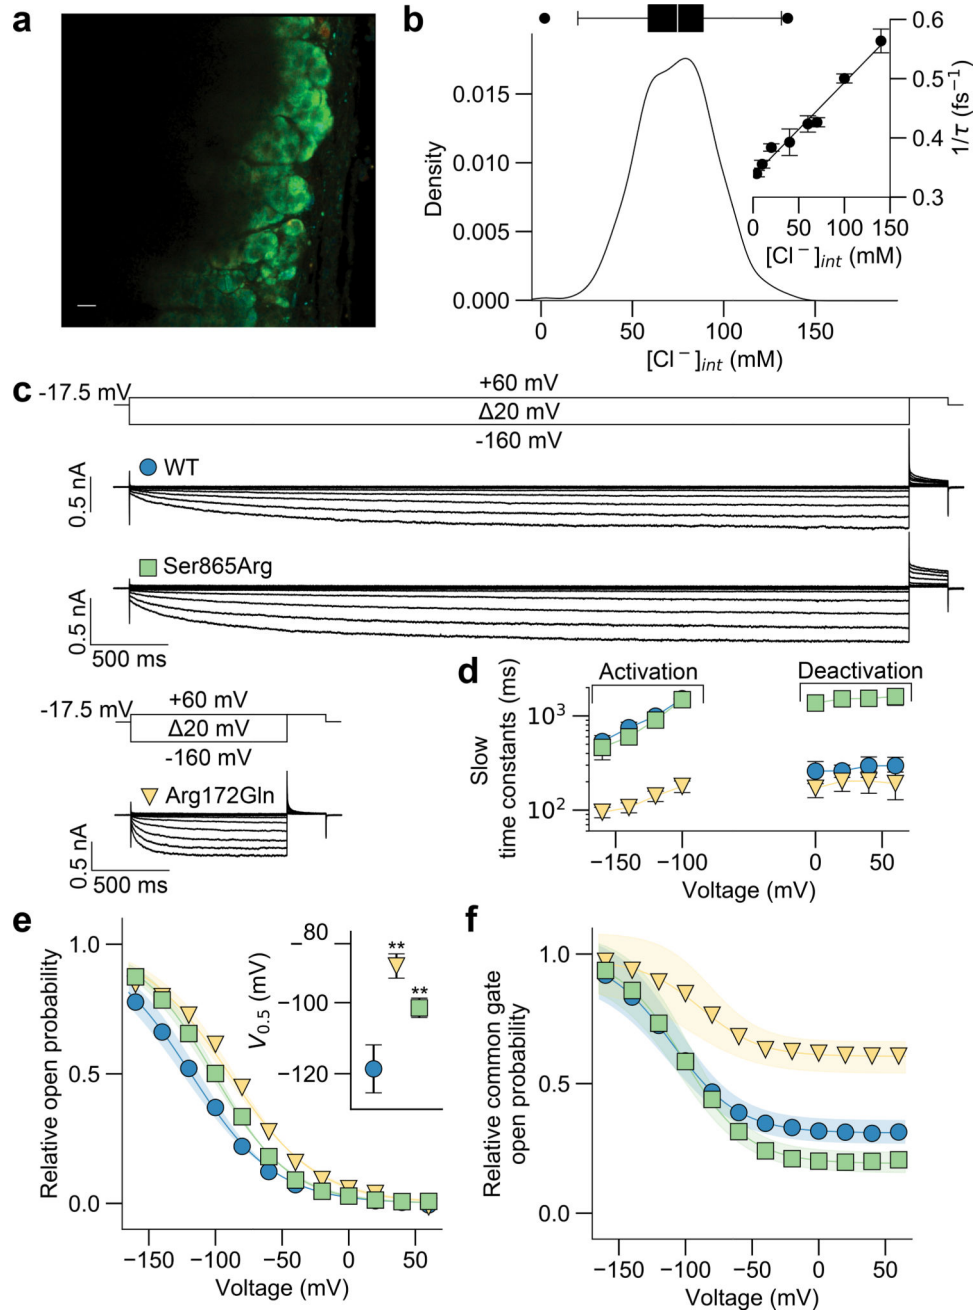 a
b
0.015
0.010
0.005
0.000
Density
0
50
100
150
[Cl⁻]int (mM)
0.6
0.5
0.4
0.3
1/τ (fs⁻¹)
0
50
100
150
[Cl⁻]int (mM)
c
-17.5 mV
+60 mV
Δ20 mV
-160 mV
WT
0.5 nA
Ser865Arg
0.5 nA
500 ms
-17.5 mV
+60 mV
Δ20 mV
-160 mV
Arg172Gln
0.5 nA
500 ms
d
Activation
Deactivation
Slow
time constants (ms)
10³
10²
−150
−100
0
50
Voltage (mV)
e
Relative open probability
1.0
0.5
0.0
−150
−100
−50
0
50
Voltage (mV)
V0.5 (mV)
−80
−100
−120
**
**
f
Relative common gate
open probability
1.0
0.5
0.0
−150
−100
−50
0
50
Voltage (mV)